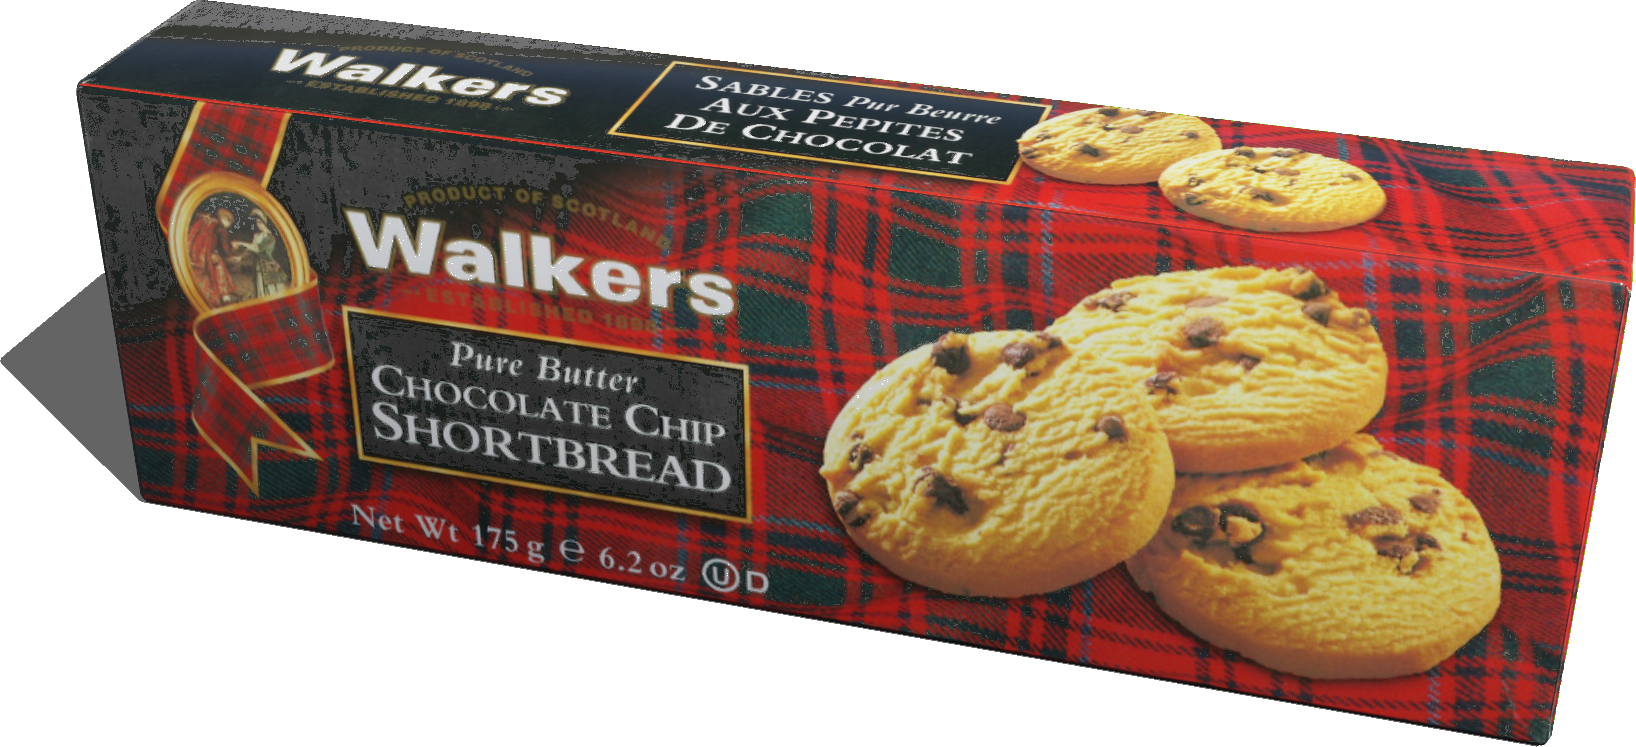 PRODUCT OF SCOTLAND
Walkers
ESTABLISHED 1898
SABLES Pur Beurre
AUX PEPITES
DE CHOCOLAT
PRODUCT OF SCOTLAND
Walkers
ESTABLISHED 1898
Pure Butter
CHOCOLATE CHIP
SHORTBREAD
Net Wt 175 g ℮ 6.2 oz Ⓤ D